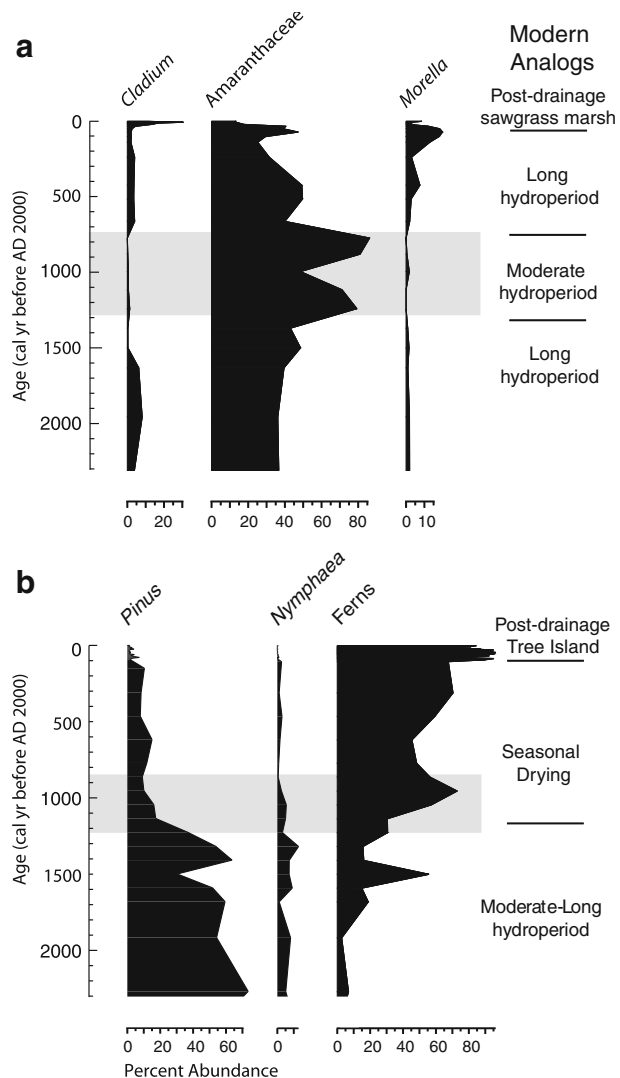 a
Cladium
Amaranthaceae
Morella
Modern
Analogs
Post-drainage
sawgrass marsh
Long
hydroperiod
Moderate
hydroperiod
Long
hydroperiod
Age (cal yr before AD 2000)
0
500
1000
1500
2000
0 20
0 20 40 60 80
0 10
b
Pinus
Nymphaea
Ferns
Post-drainage
Tree Island
Seasonal
Drying
Moderate-Long
hydroperiod
Age (cal yr before AD 2000)
0
500
1000
1500
2000
0 20 40 60
0
0 20 40 60 80
Percent Abundance